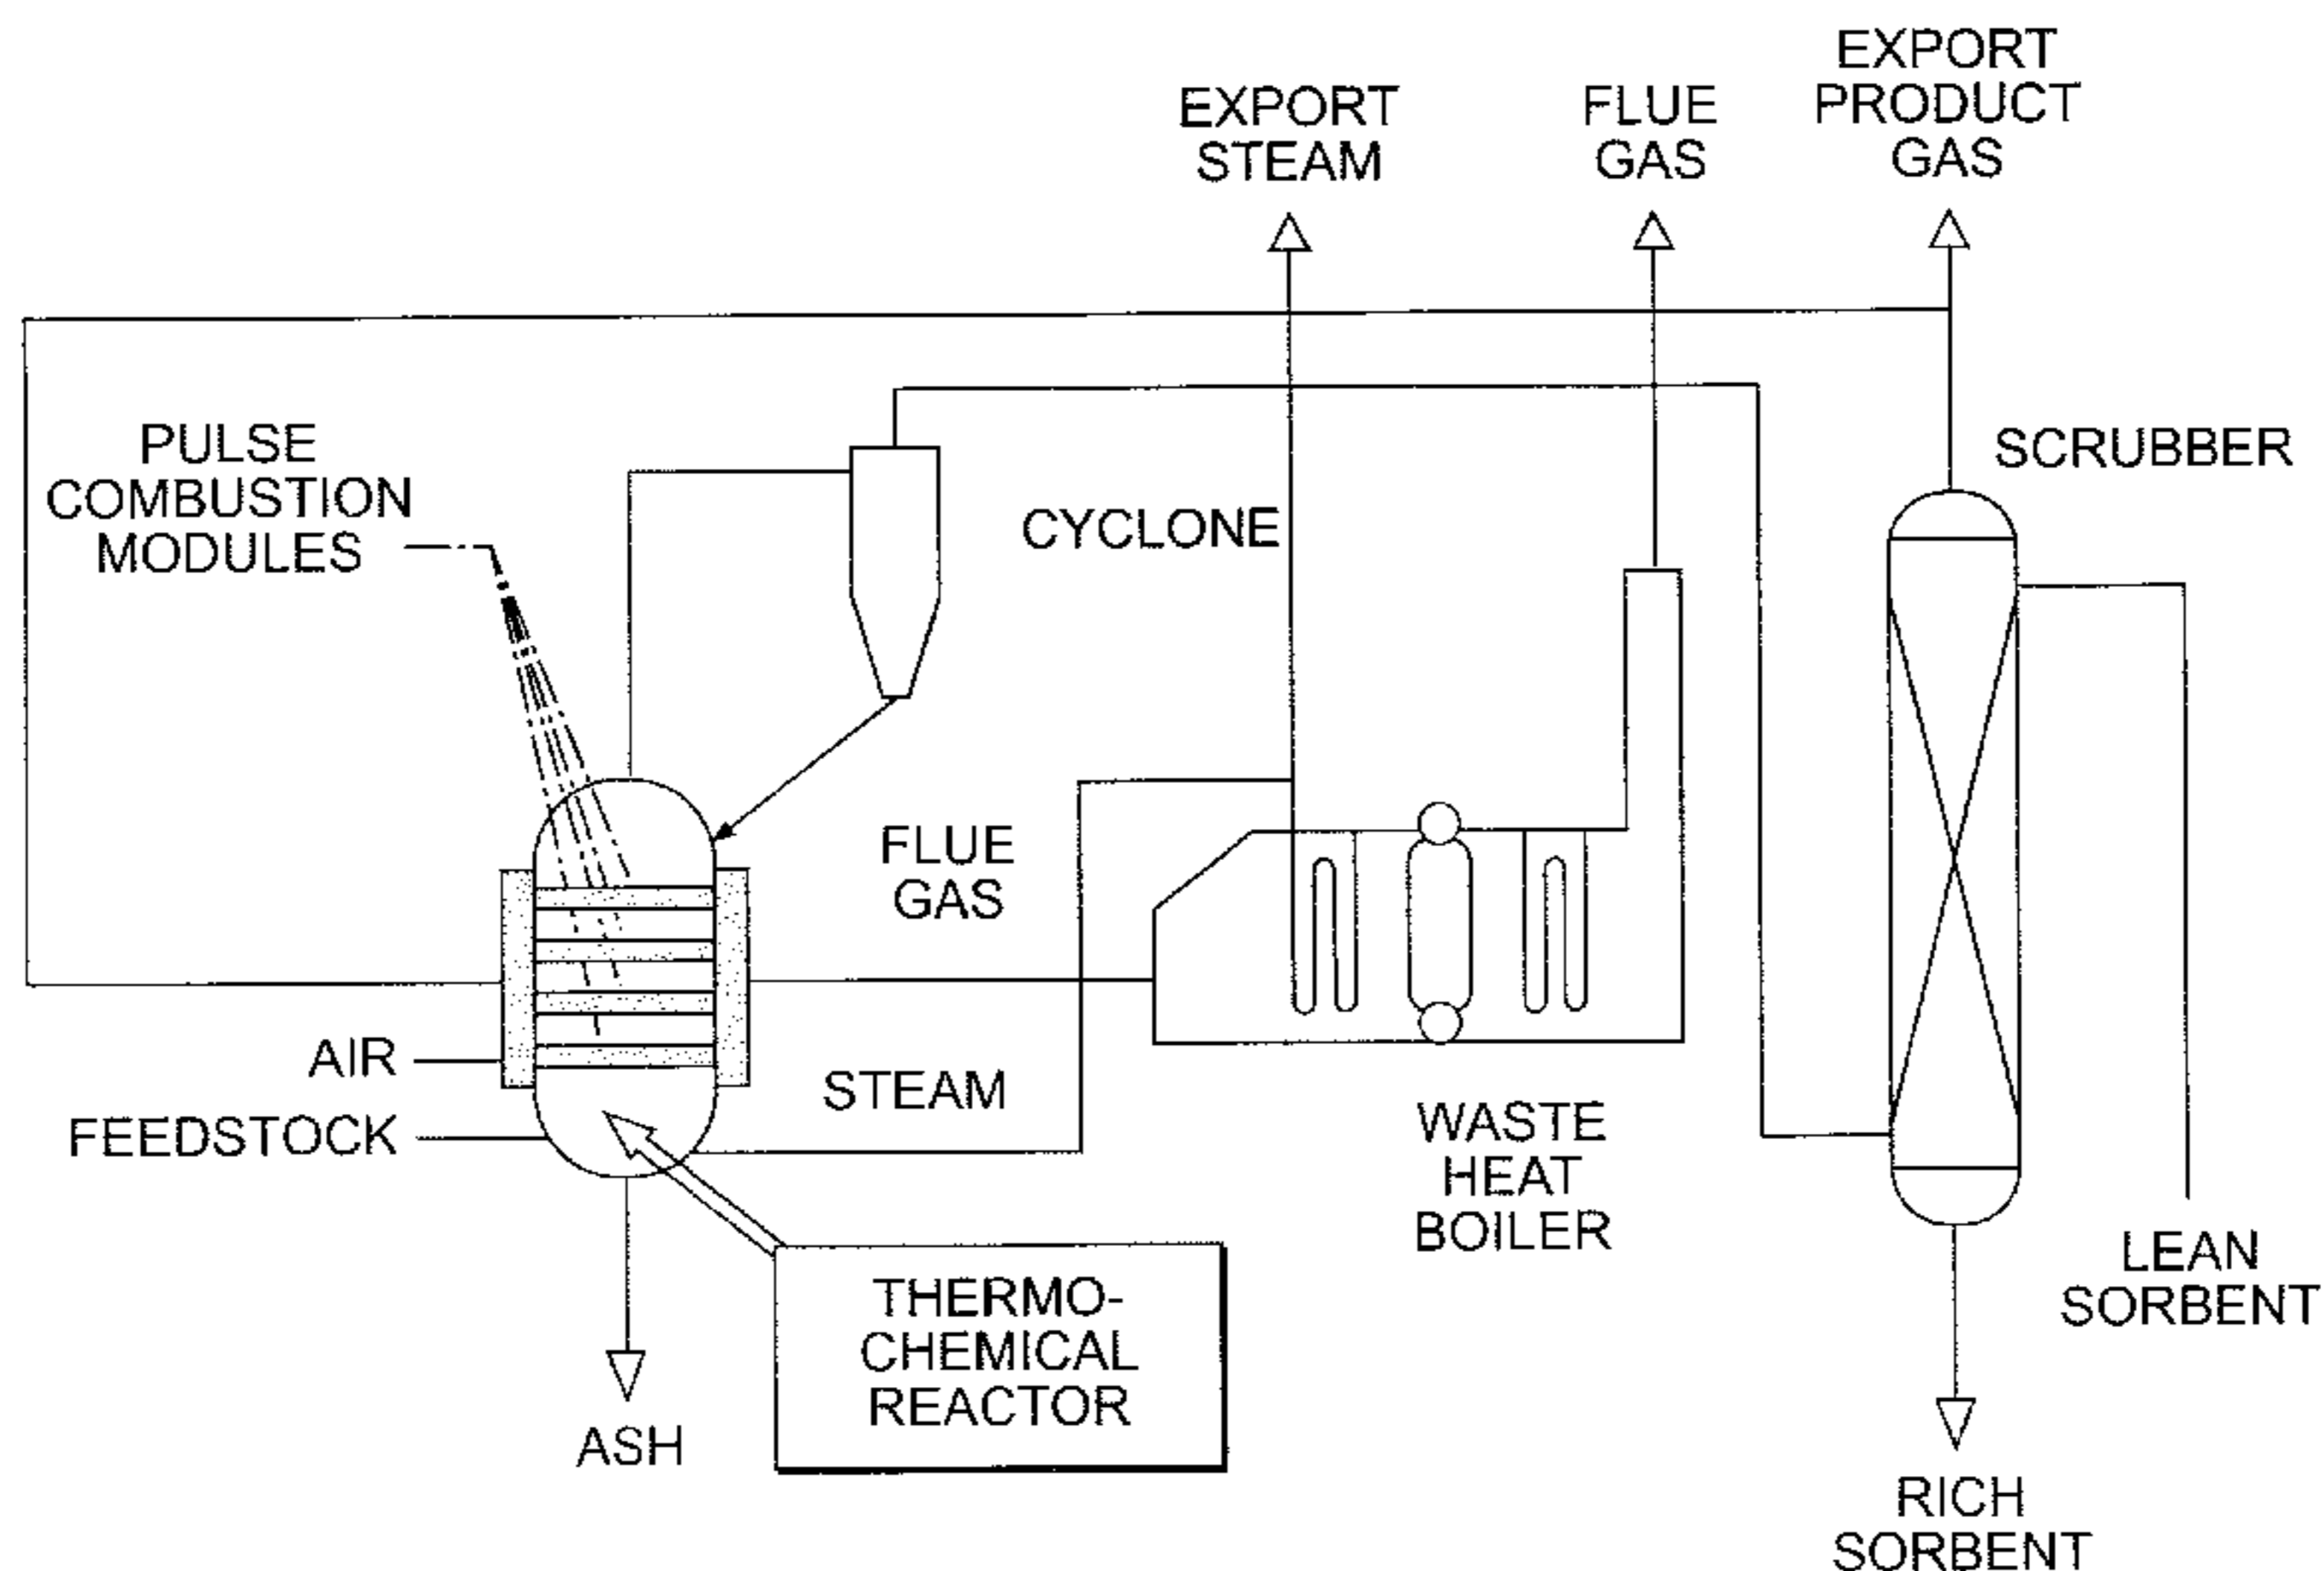 EXPORT
STEAM
FLUE
GAS
EXPORT
PRODUCT
GAS
PULSE
COMBUSTION
MODULES
CYCLONE
SCRUBBER
FLUE
GAS
AIR
FEEDSTOCK
STEAM
WASTE
HEAT
BOILER
LEAN
SORBENT
THERMO-
CHEMICAL
REACTOR
ASH
RICH
SORBENT